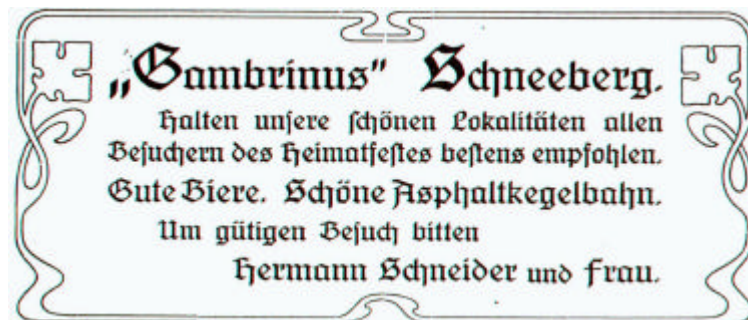 „Gambrinus" Schneeberg.
Halten unsere schönen Lokalitäten allen
Besuchern des Heimatfestes bestens empfohlen.
Gute Biere. Schöne Asphaltkegelbahn.
Um gütigen Besuch bitten
Hermann Schneider und Frau.